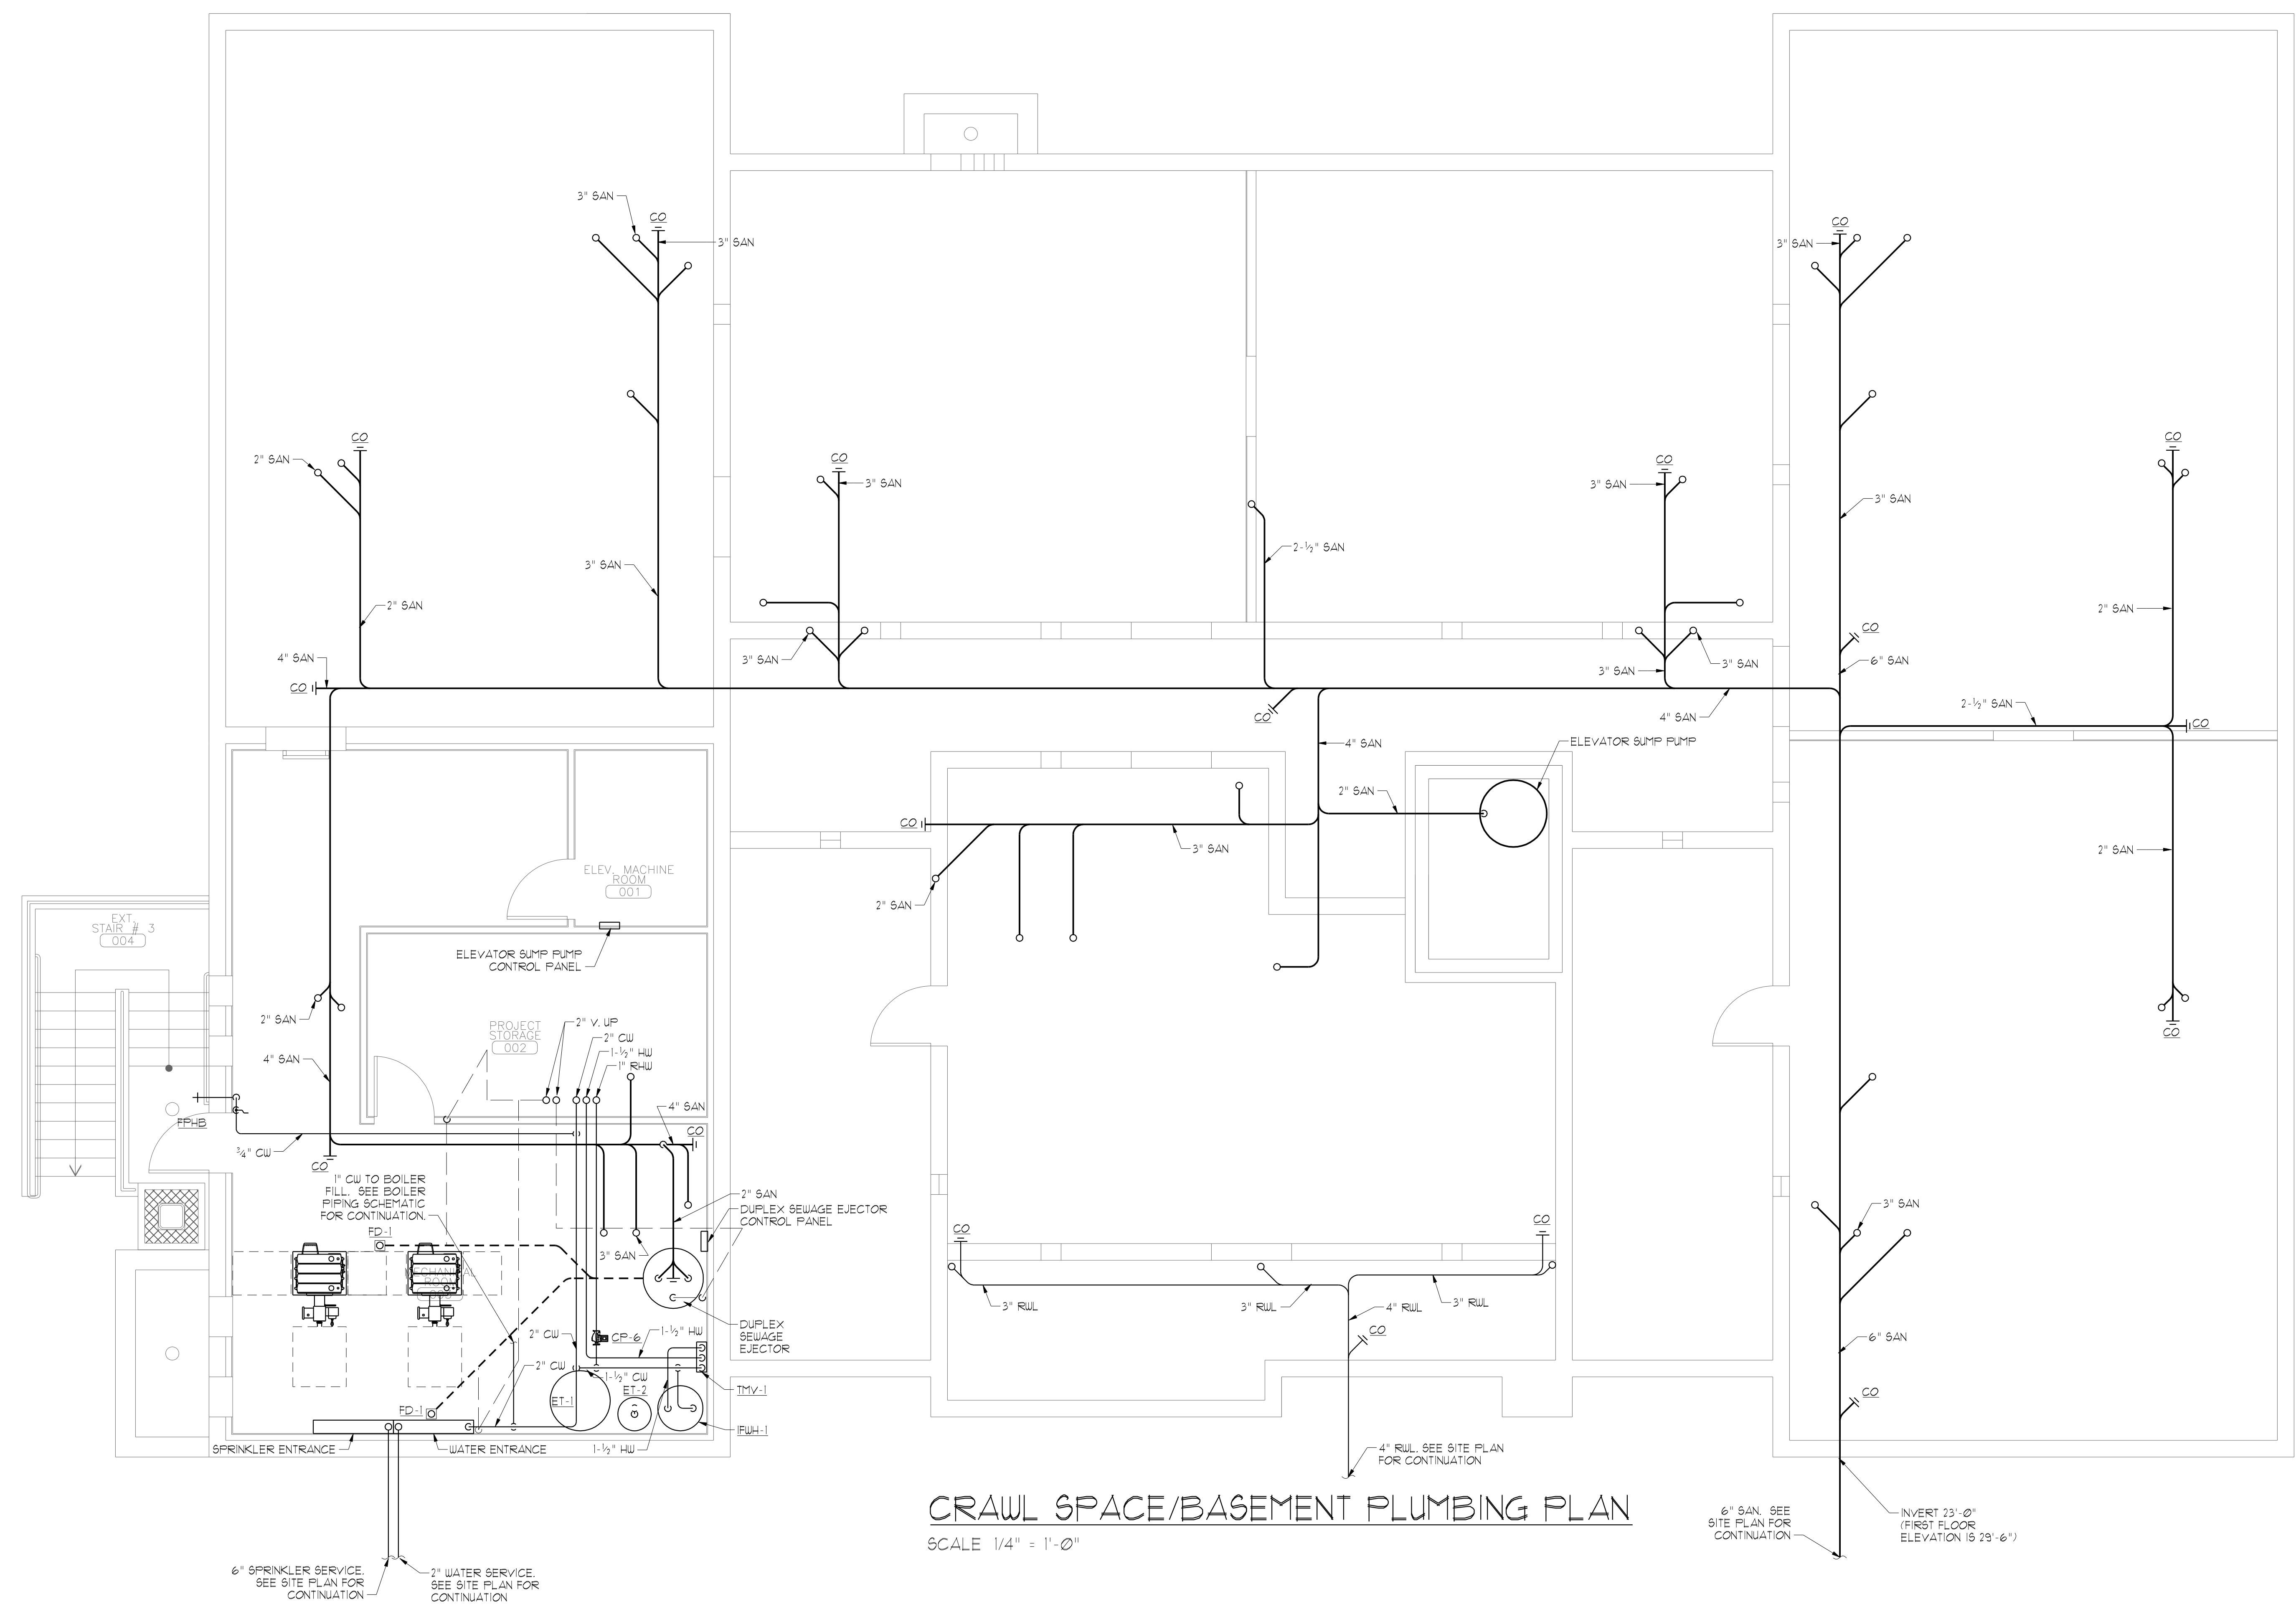 3" SAN
CO
3" SAN
CO
3" SAN
CO
2" SAN
CO
3" SAN
CO
3" SAN
CO
3" SAN
2-½" SAN
3" SAN
2" SAN
2" SAN
CO
3" SAN
3" SAN
3" SAN
4" SAN
6" SAN
CO
CO
4" SAN
2-½" SAN
CO
4" SAN
ELEVATOR SUMP PUMP
2" SAN
CO
3" SAN
2" SAN
2" SAN
CO
ELEV. MACHINE
ROOM
001
EXT.
STAIR # 3
004
ELEVATOR SUMP PUMP
CONTROL PANEL
2" SAN
PROJECT
STORAGE
002
2" V. UP
2" CW
1-½" HW
1" RHW
4" SAN
4" SAN
CO
FPHB
¾" CW
CO
1" CW TO BOILER
FILL. SEE BOILER
PIPING SCHEMATIC
FOR CONTINUATION.
2" SAN
DUPLEX SEWAGE EJECTOR
CONTROL PANEL
FD-1
3" SAN
MECHANICAL
ROOM
CO
CO
3" SAN
3" RWL
3" RWL
4" RWL
3" RWL
DUPLEX
SEWAGE
EJECTOR
CO
6" SAN
2" CW
CP-6
1-½" HW
2" CW
1-½" CW
ET-1
ET-2
TMV-1
CO
FD-1
IFWH-1
SPRINKLER ENTRANCE
WATER ENTRANCE
1-½" HW
4" RWL. SEE SITE PLAN
FOR CONTINUATION
CRAWL SPACE/BASEMENT PLUMBING PLAN
SCALE 1/4" = 1'-0"
6" SAN. SEE
SITE PLAN FOR
CONTINUATION
INVERT 23'-0"
(FIRST FLOOR
ELEVATION IS 29'-6")
6" SPRINKLER SERVICE.
SEE SITE PLAN FOR
CONTINUATION
2" WATER SERVICE.
SEE SITE PLAN FOR
CONTINUATION